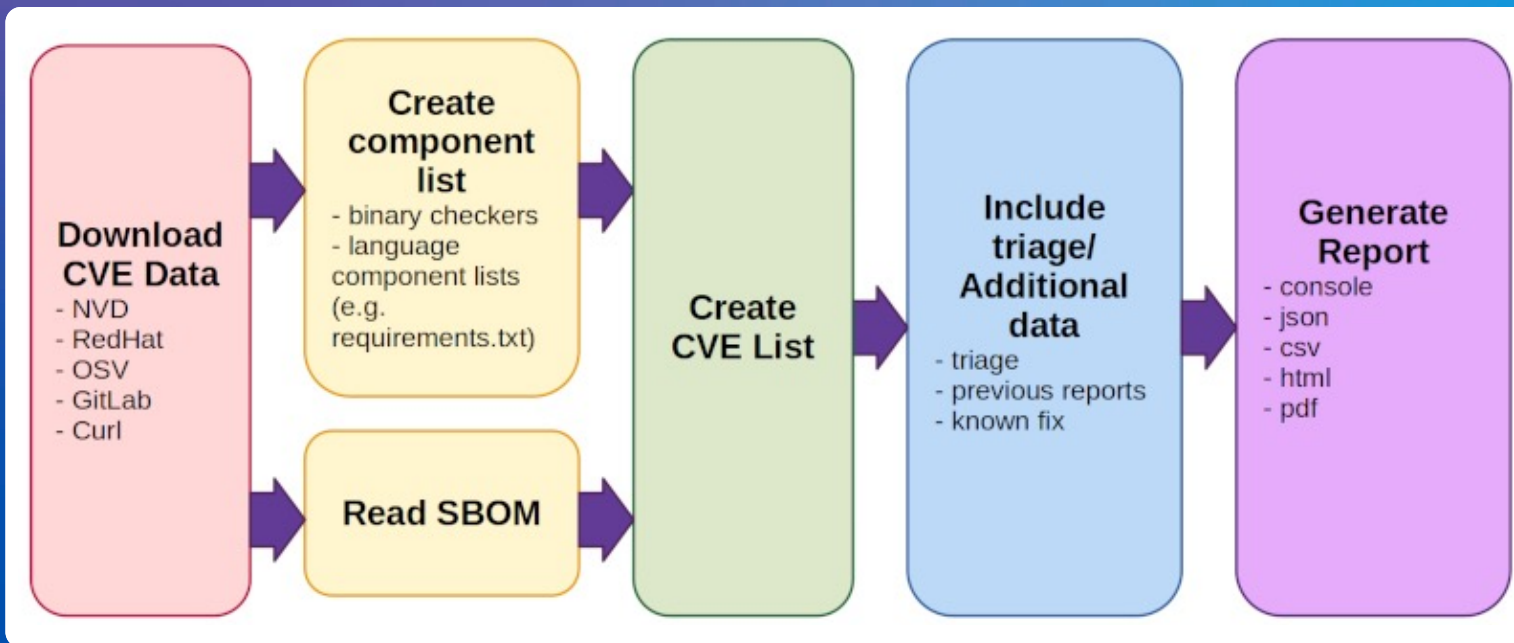 Download
CVE Data
- NVD
- RedHat
- OSV
- GitLab
- Curl
Create
component
list
- binary checkers
- language
component lists
(e.g.
requirements.txt)
Read SBOM
Create
CVE List
Include
triage/
Additional
data
- triage
- previous reports
- known fix
Generate
Report
- console
- json
- csv
- html
- pdf